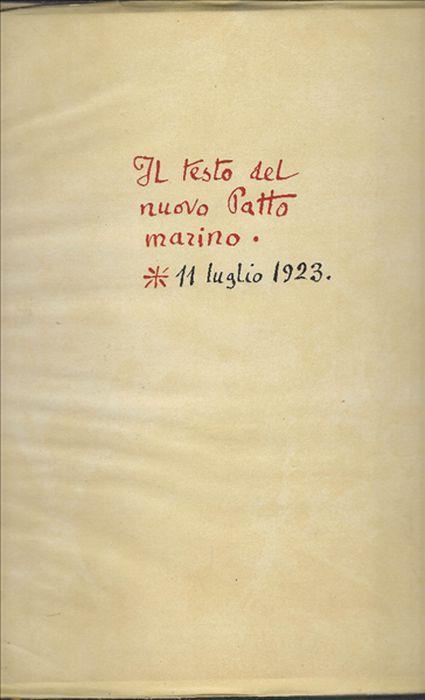 Il testo del
nuovo Patto
marino.
* 11 luglio 1923.